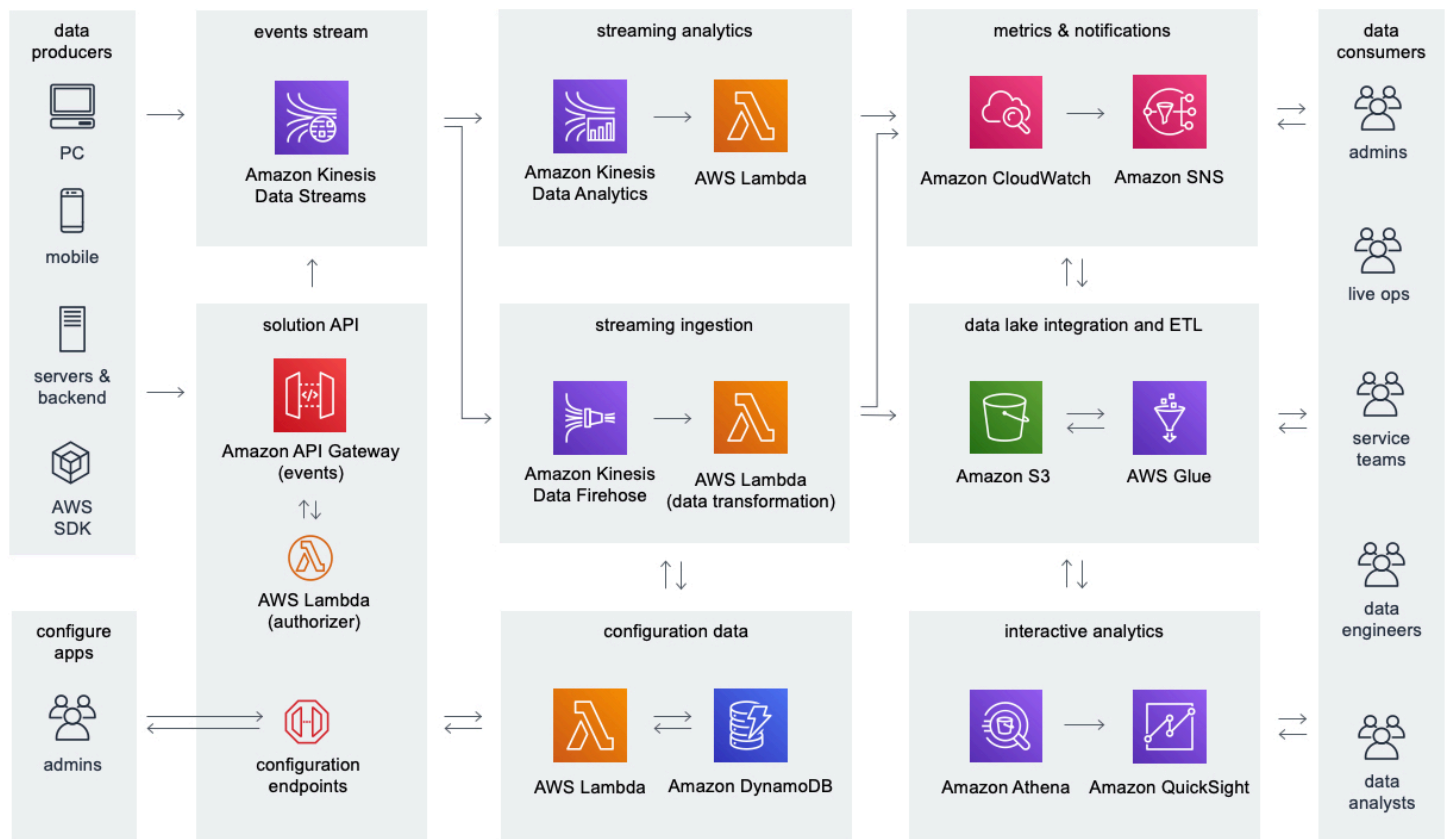 data
producers
PC
mobile
servers &
backend
AWS
SDK
configure
apps
admins
events stream
Amazon Kinesis
Data Streams
solution API
Amazon API Gateway
(events)
AWS Lambda
(authorizer)
configuration
endpoints
streaming analytics
Amazon Kinesis
Data Analytics
AWS Lambda
streaming ingestion
Amazon Kinesis
Data Firehose
AWS Lambda
(data transformation)
configuration data
AWS Lambda
Amazon DynamoDB
metrics & notifications
Amazon CloudWatch
Amazon SNS
data lake integration and ETL
Amazon S3
AWS Glue
interactive analytics
Amazon Athena
Amazon QuickSight
data
consumers
admins
live ops
service
teams
data
engineers
data
analysts